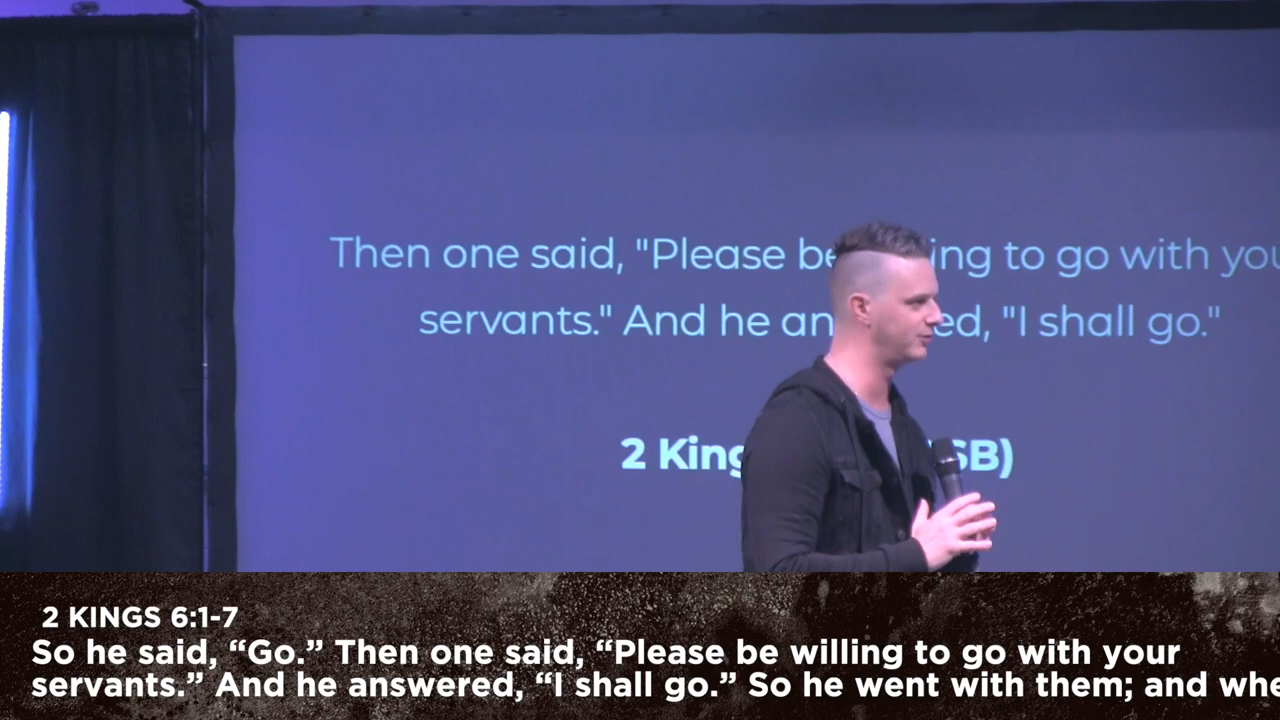 Then one said, "Please be ing to go with you
servants." And he an ed, "I shall go."
2 King SB)
2 KINGS 6:1-7
So he said, “Go.” Then one said, “Please be willing to go with your
servants.” And he answered, “I shall go.” So he went with them; and whe